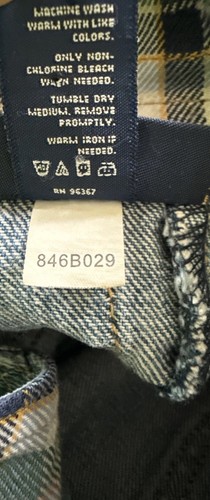 MACHINE WASH
WARM WITH LIKE
COLORS.
ONLY NON-
CHLORINE BLEACH
WHEN NEEDED.
TUMBLE DRY
MEDIUM, REMOVE
PROMPTLY.
WARM IRON IF
NEEDED.
RN 96367
846B029